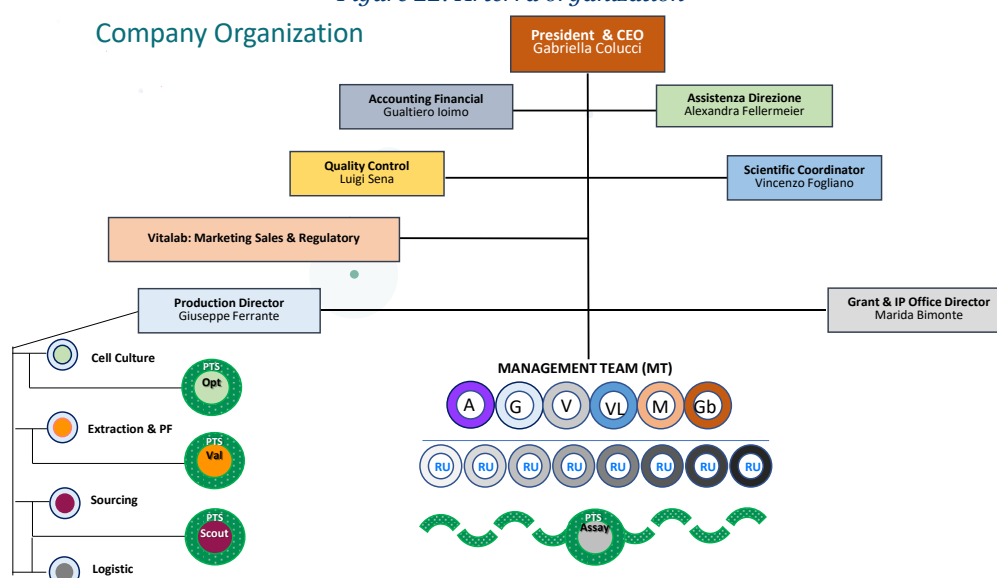 Company Organization
President & CEO
Gabriella Colucci
Accounting Financial
Gualtiero Ioimo
Assistenza Direzione
Alexandra Fellermeier
Quality Control
Luigi Sena
Scientific Coordinator
Vincenzo Fogliano
Vitalab: Marketing Sales & Regulatory
Production Director
Giuseppe Ferrante
Grant & IP Office Director
Marida Bimonte
Cell Culture
PTS
Opt
Extraction & PF
PTS
Val
Sourcing
PTS
Scout
Logistic
MANAGEMENT TEAM (MT)
A G V VL M Gb
RU RU RU RU RU RU RU RU
PTS
Assay